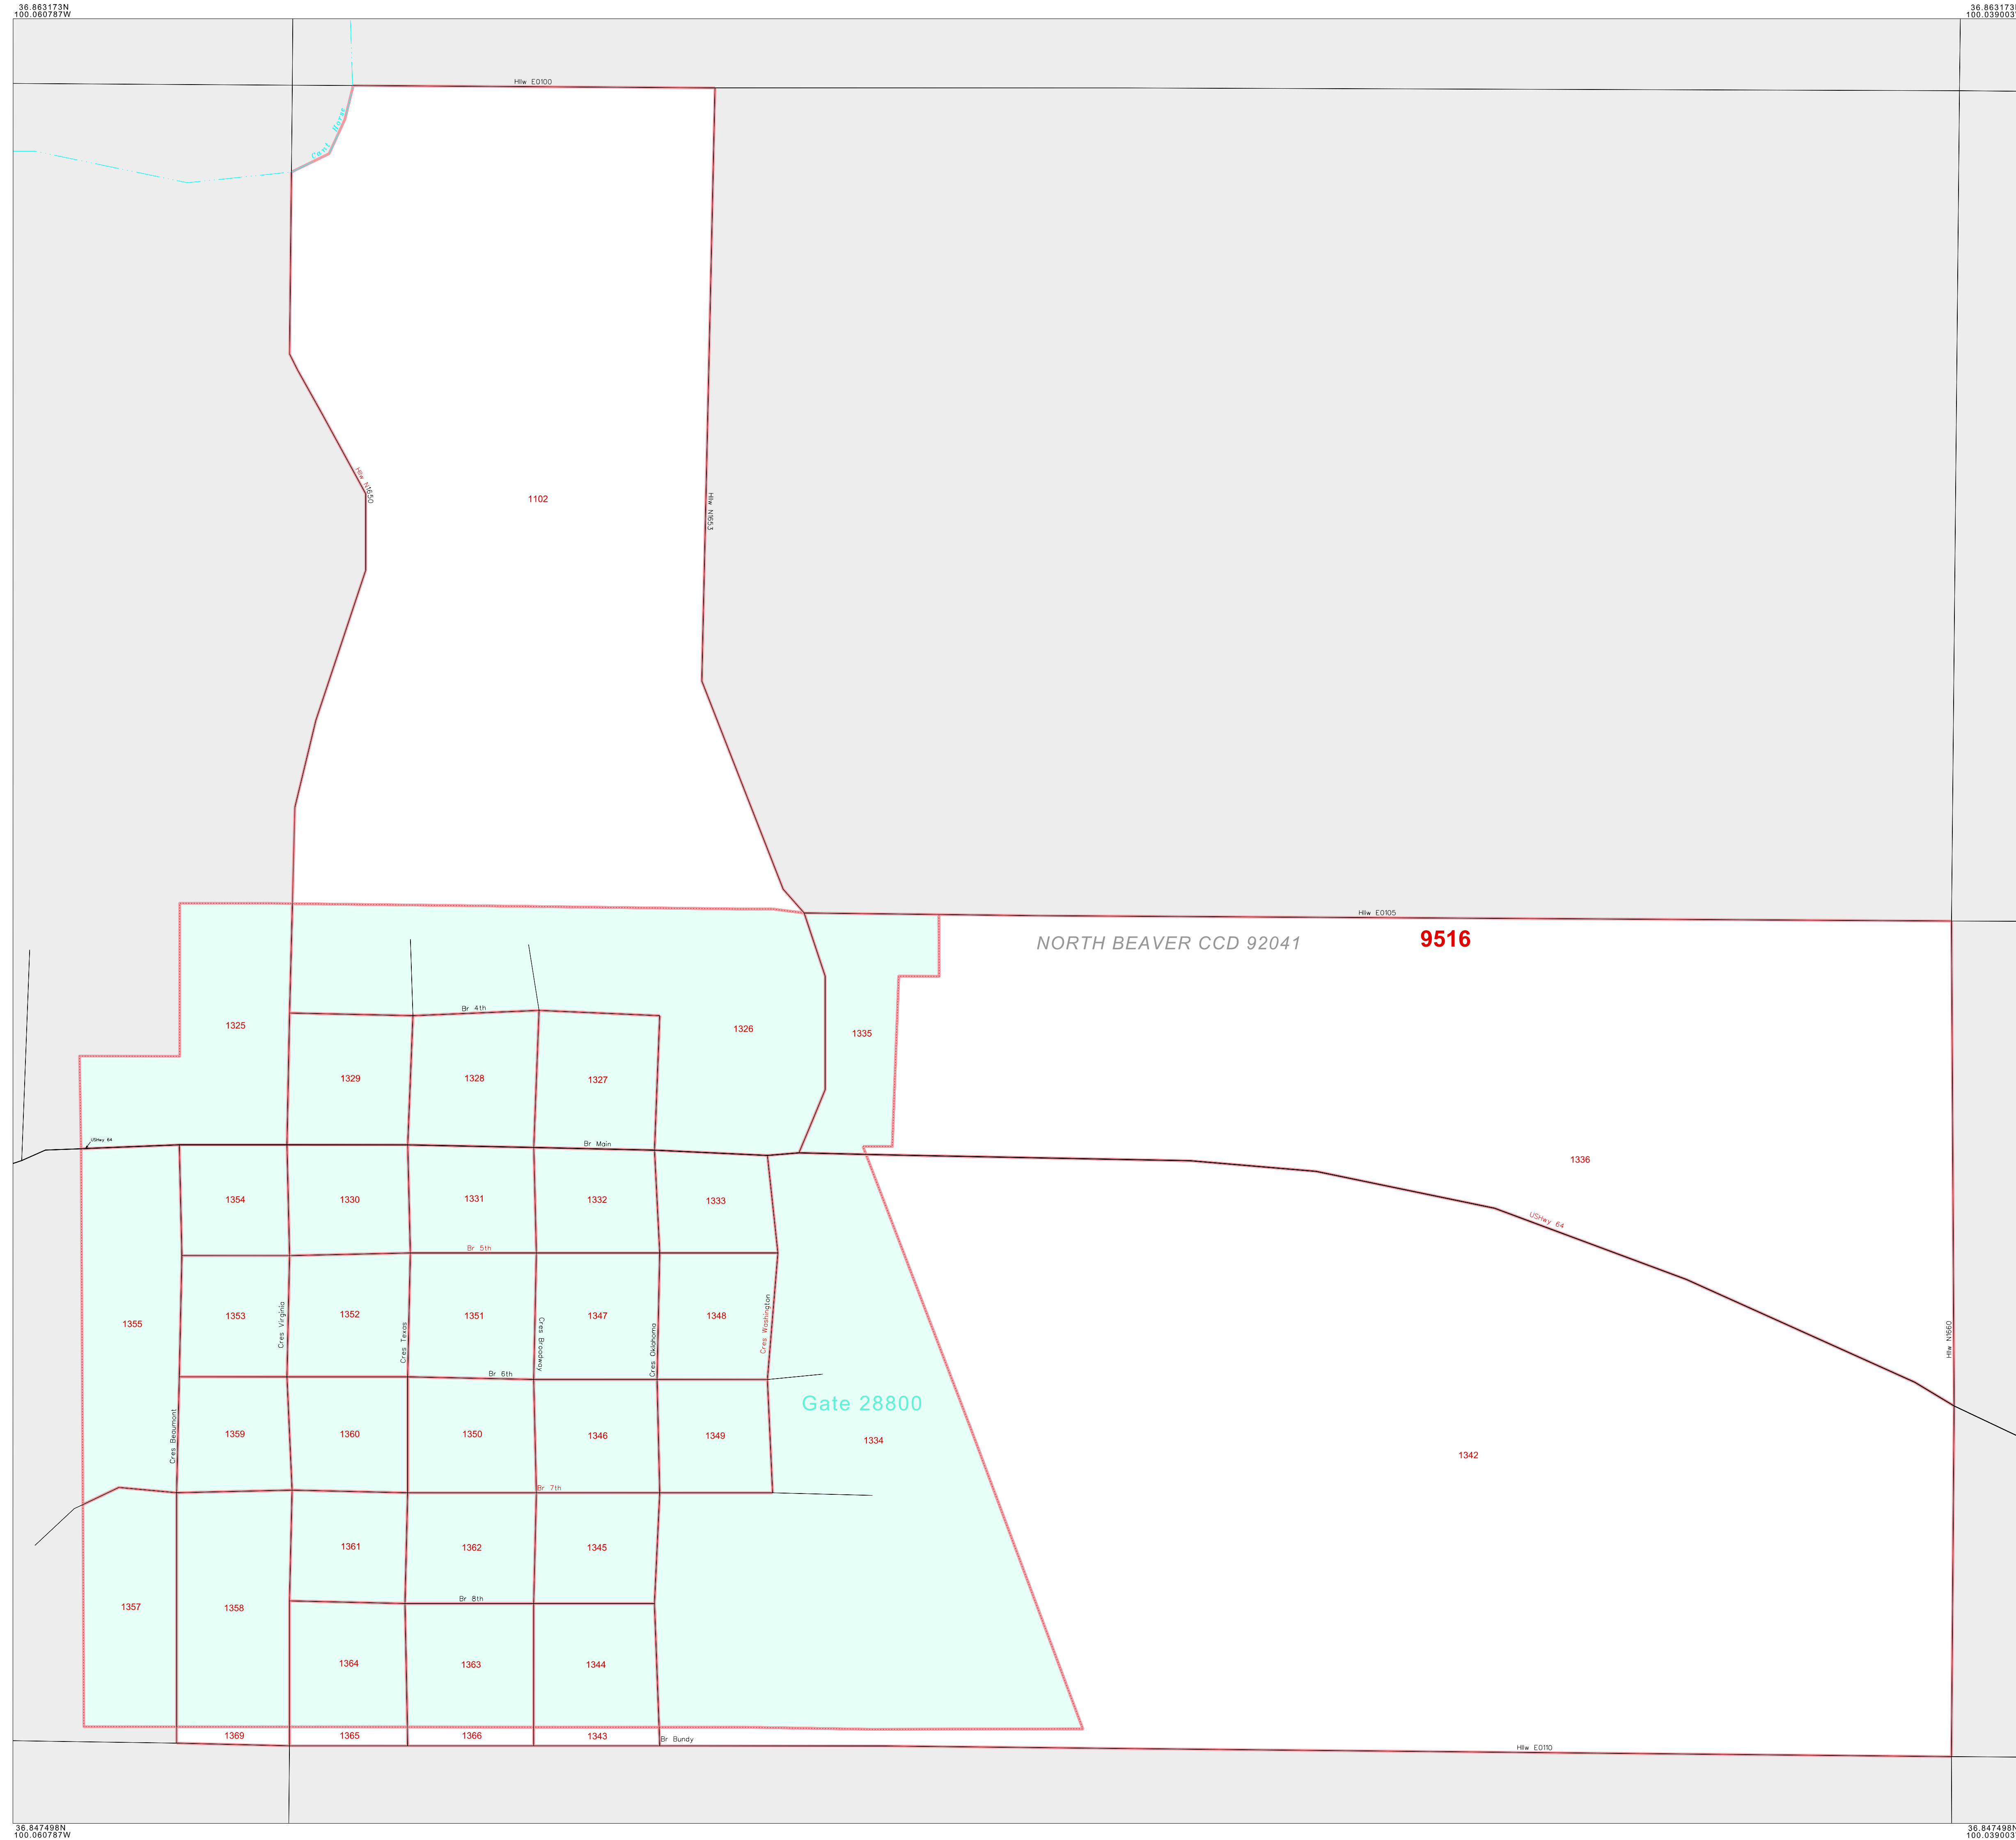 36.863173N
100.060787W
36.863173N
100.039003
Hllw E0100
Cant Horse
Hllw N1650
1102
Hllw N1653
Hllw E0105
NORTH BEAVER CCD 92041
9516
Br 4th
1325
1326
1335
1329
1328
1327
USHwy 64
Br Main
1336
1354
1330
1331
1332
1333
USHwy 64
Br 5th
1355
1353
Cres Virginia
1352
Cres Texas
1351
Cres Broadway
1347
Cres Oklahoma
1348
Cres Washington
Hllw N1660
Br 6th
Gate 28800
Cres Beaumont
1359
1360
1350
1346
1349
1334
1342
Br 7th
1361
1362
1345
Br 8th
1357
1358
1364
1363
1344
1369
1365
1366
1343
Br Bundy
Hllw E0110
36.847498N
100.060787W
36.847498N
100.039003